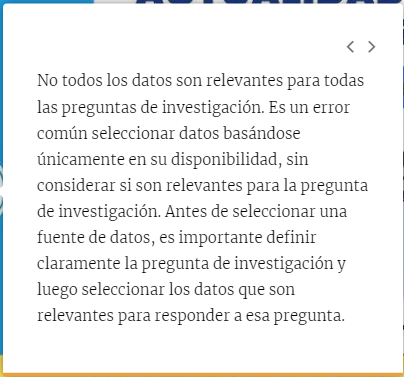 No todos los datos son relevantes para todas
las preguntas de investigación. Es un error
común seleccionar datos basándose
únicamente en su disponibilidad, sin
considerar si son relevantes para la pregunta
de investigación. Antes de seleccionar una
fuente de datos, es importante definir
claramente la pregunta de investigación y
luego seleccionar los datos que son
relevantes para responder a esa pregunta.